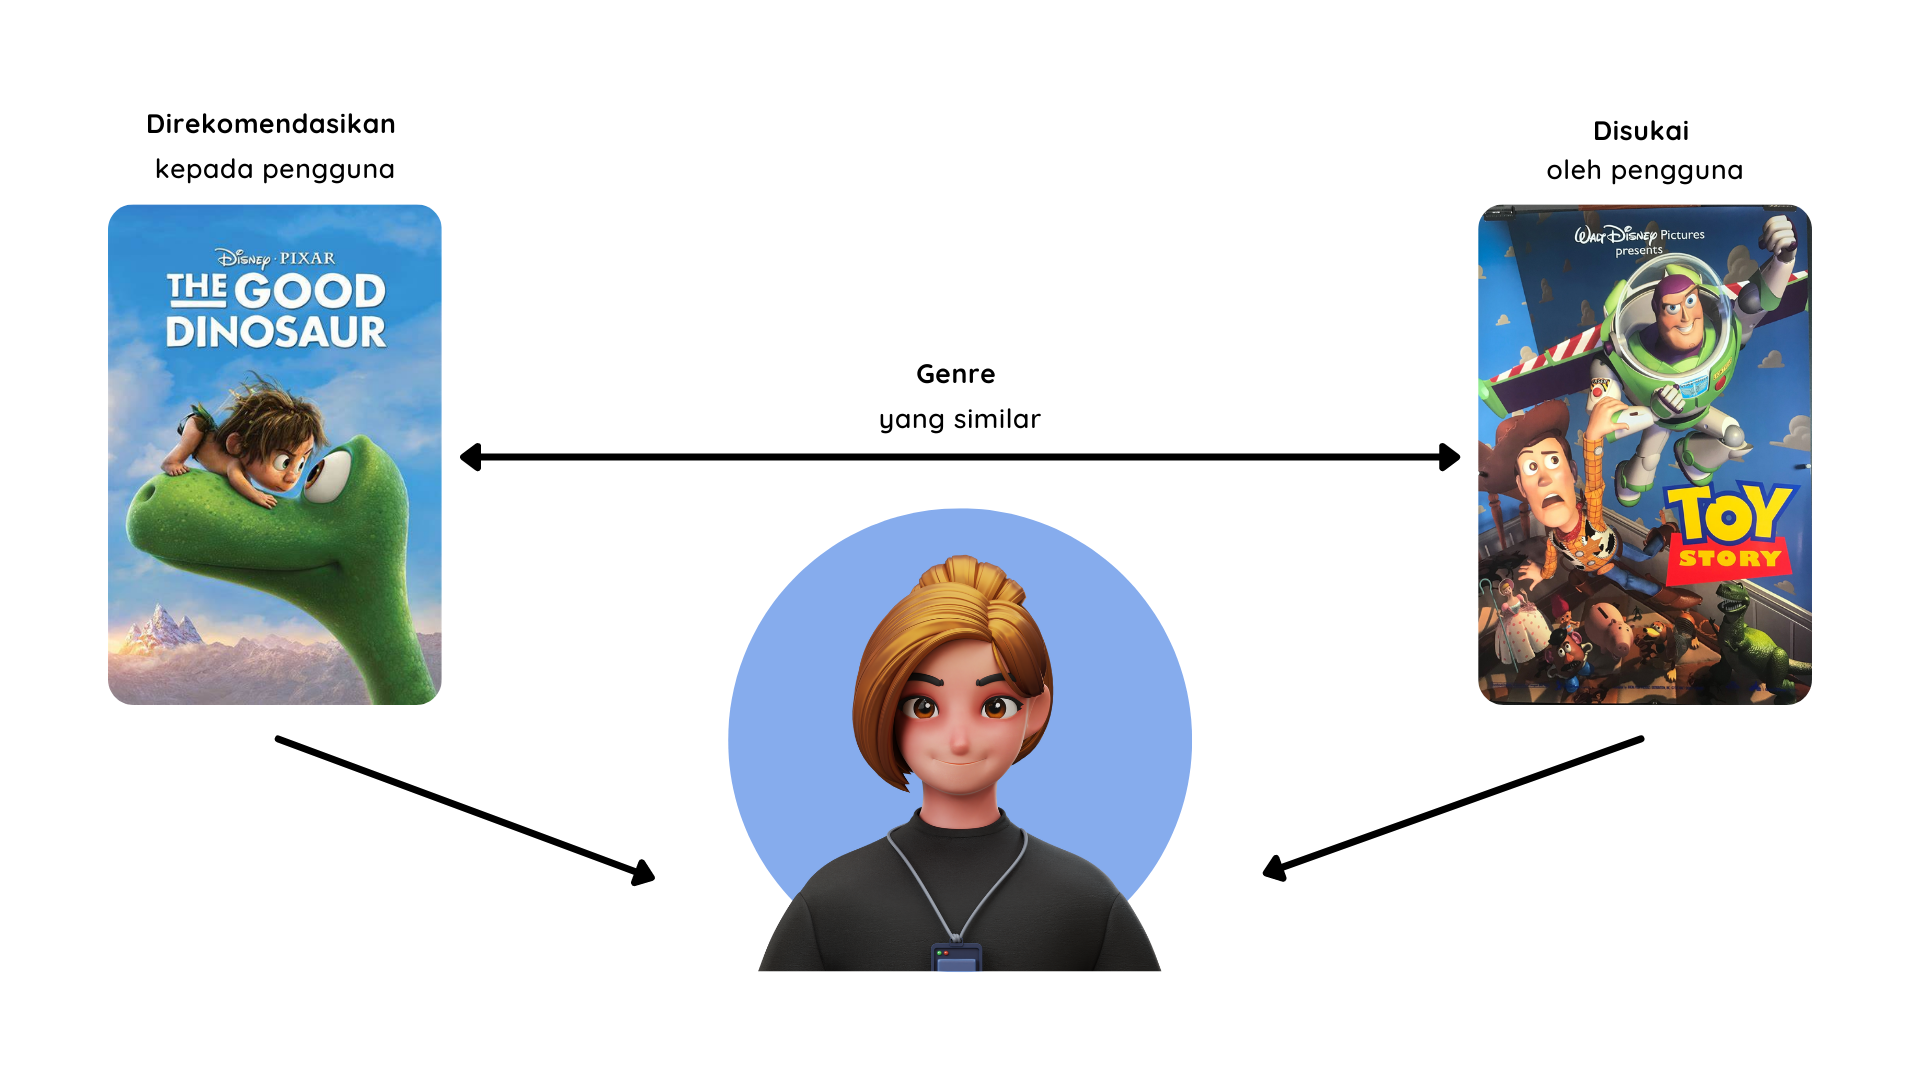 Direkomendasikan
kepada pengguna
DISNEY · PIXAR
THE GOOD
DINOSAUR
Genre
yang similar
Disukai
oleh pengguna
WALT DISNEY Pictures
presents
TOY
STORY